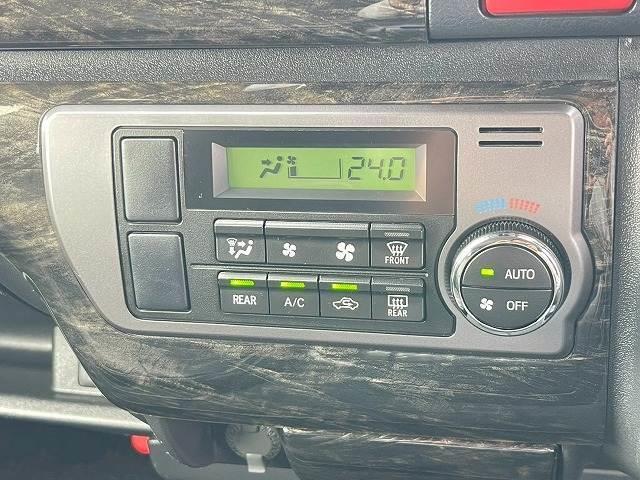 24.0
FRONT
REAR A/C REAR
AUTO
OFF